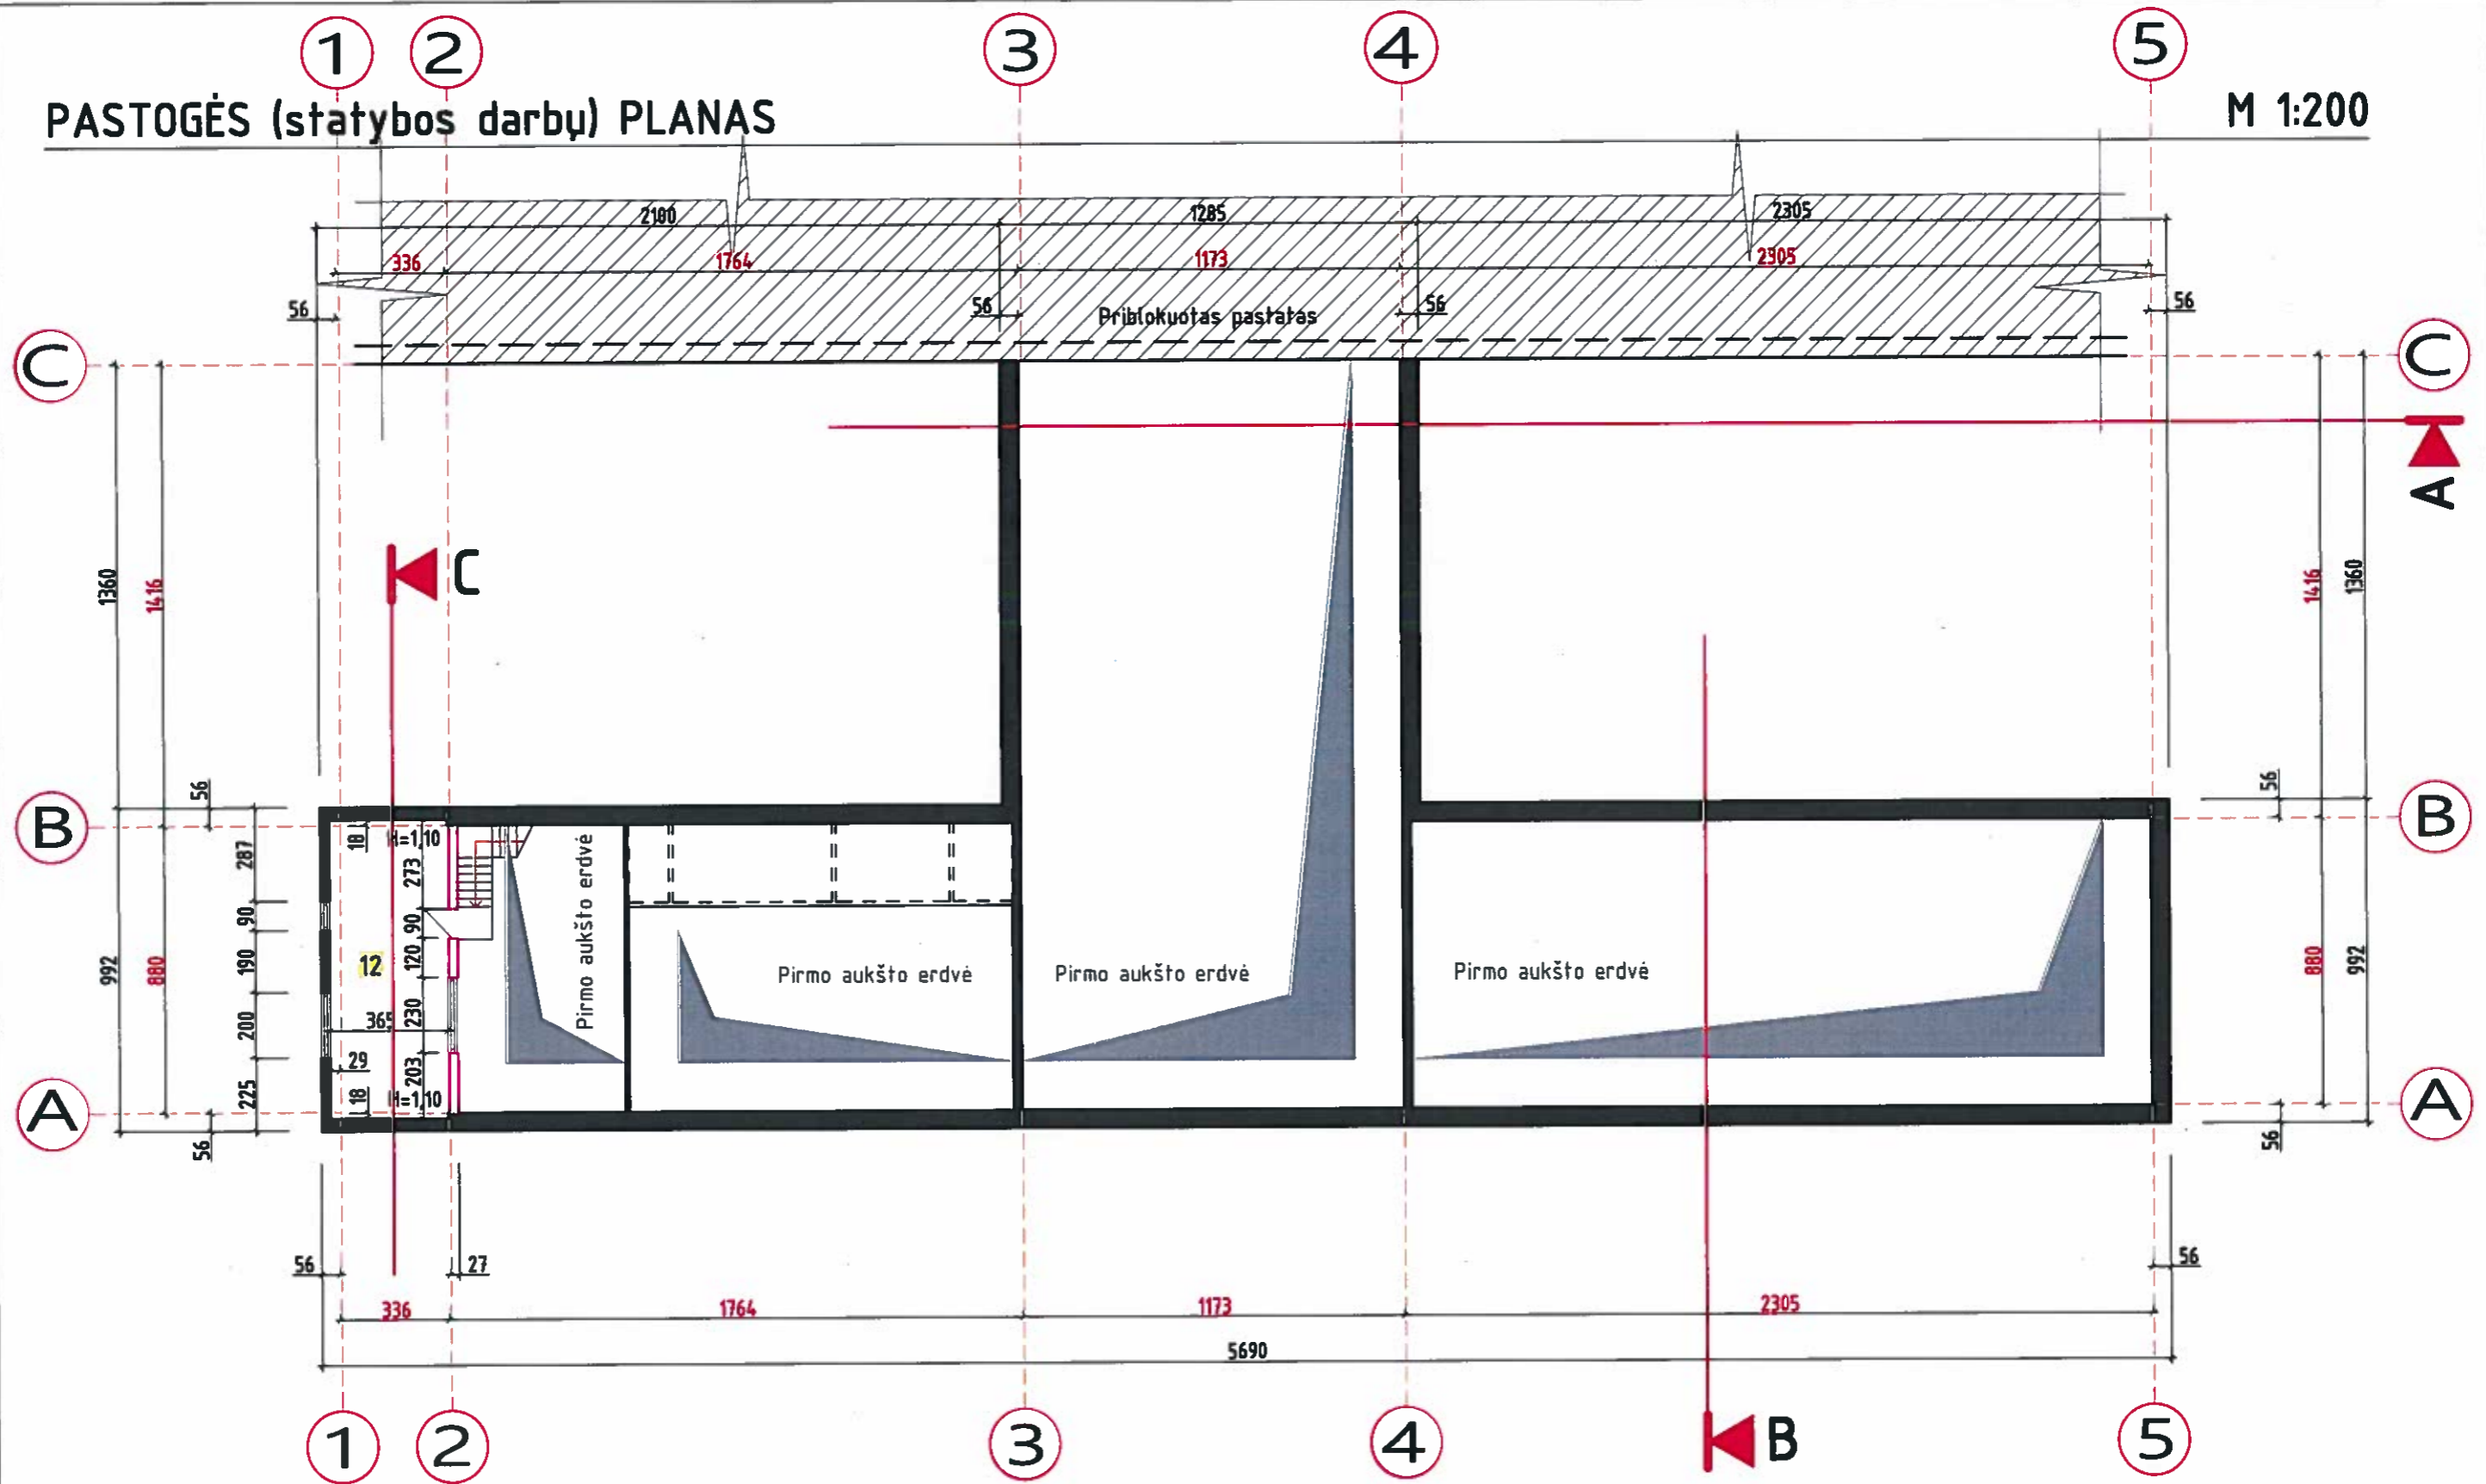 1 2 3 4 5
PASTOGĖS (statybos darbų) PLANAS M 1:200
2100 1285 2305
336 1764 1173 2305
56 56 56 56
Priblokuotas pastatas
C C
A
C
1360 1416 1416 1360
56 56
B B
287 18 H=1,10
273
90 90
Pirmo aukšto erdvė
992 880 190 12 120 880 992
Pirmo aukšto erdvė Pirmo aukšto erdvė Pirmo aukšto erdvė
200 365 230
29
225 18 203
H=1,10
A A
56 56
56 27 56
336 1764 1173 2305
5690
1 2 3 4 5
B